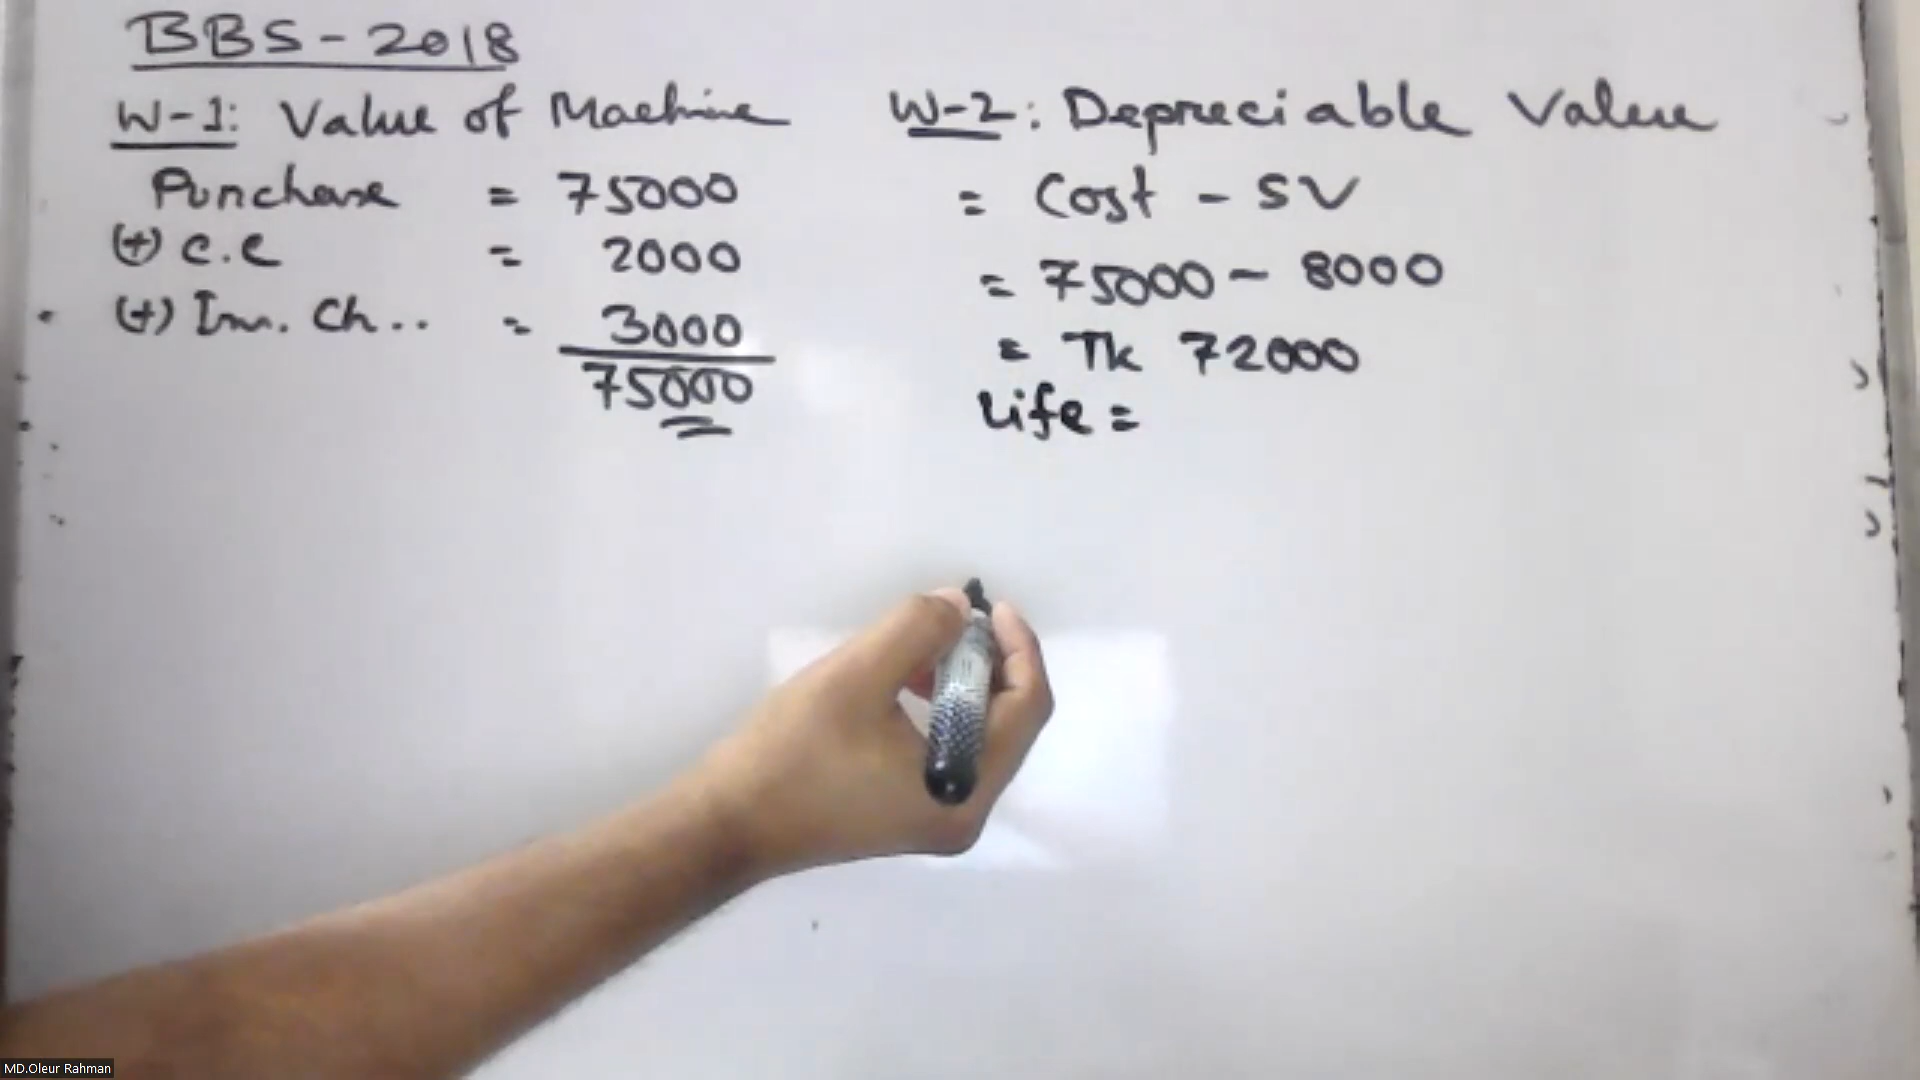 BBS-2018
W-1: Value of Machine
Purchase = 75000
(+) C.C = 2000
(+) Im. Ch.. = 3000
75000
W-2: Depreciable Value
= Cost - SV
= 75000 - 8000
= Tk 72000
Life =
MD.Oleur Rahman